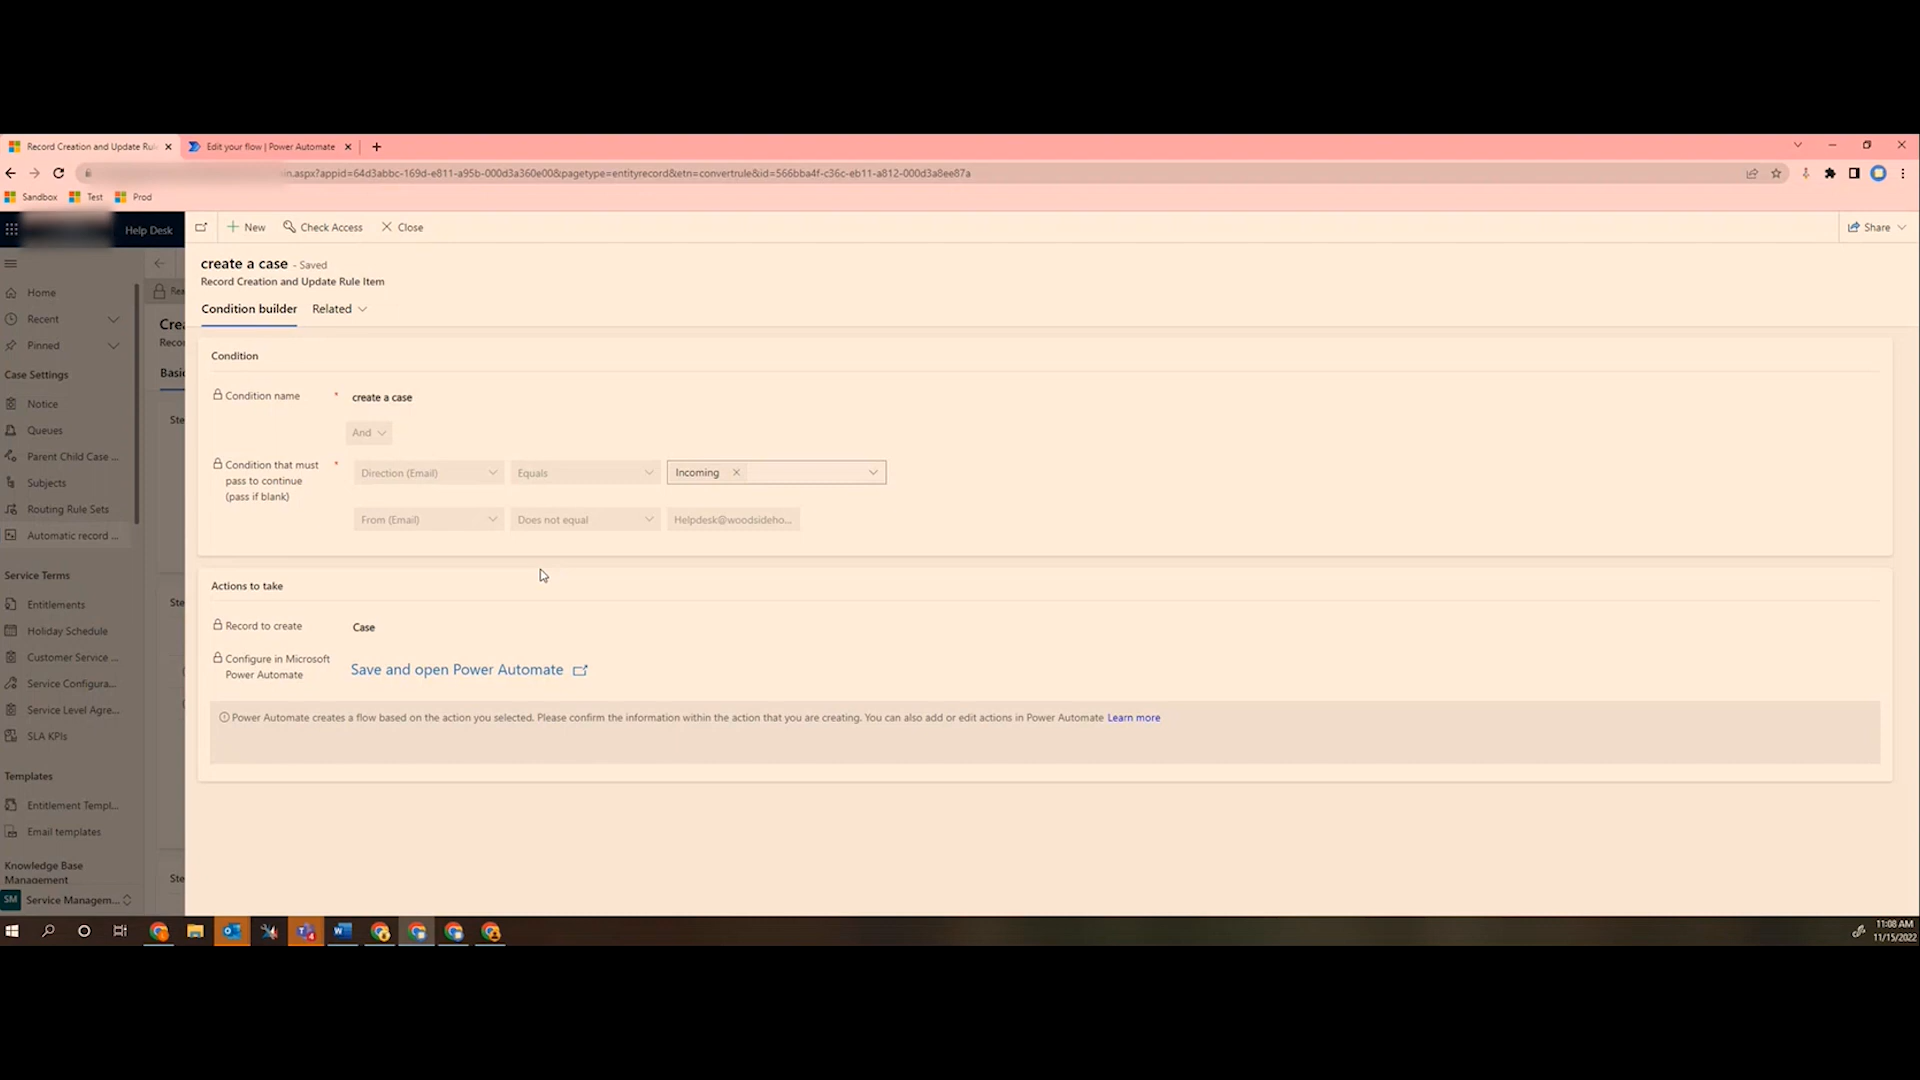 Record Creation and Update Ru
Edit your flow | Power Automate
n.aspx?appid=64d3abbc-169d-e811-a95b-000d3a360e00&pagetype=entityrecord&etn=convertrule&id=566bba4f-c36c-eb11-a812-000d3a8ee87a
Sandbox
Test
Prod
Help Desk
New
Check Access
Close
Share
Home
Recent
Pinned
Case Settings
Notice
Queues
Parent Child Case ...
Subjects
Routing Rule Sets
Automatic record ...
Service Terms
Entitlements
Holiday Schedule
Customer Service ...
Service Configura...
Service Level Agre...
SLA KPIs
Templates
Entitlement Templ...
Email templates
Knowledge Base
Management
SM Service Managem...
Rea
Crea
Recor
Basic
Ste
Ste
Ste
create a case - Saved
Record Creation and Update Rule Item
Condition builder
Related
Condition
Condition name *
create a case
And
Condition that must *
pass to continue
(pass if blank)
Direction (Email)
Equals
Incoming
From (Email)
Does not equal
Helpdesk@woodsideho...
Actions to take
Record to create
Case
Configure in Microsoft
Power Automate
Save and open Power Automate
Power Automate creates a flow based on the action you selected. Please confirm the information within the action that you are creating. You can also add or edit actions in Power Automate Learn more
11:08 AM
11/15/2022